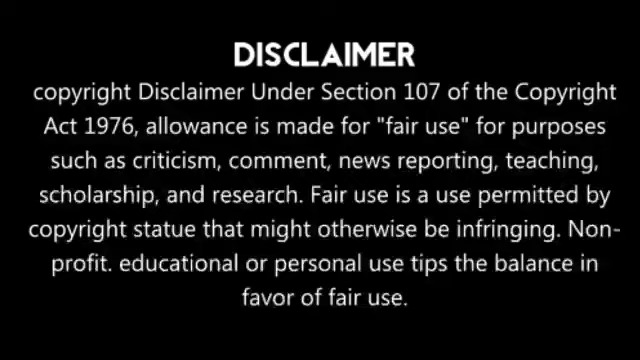 DISCLAIMER
copyright Disclaimer Under Section 107 of the Copyright
Act 1976, allowance is made for "fair use" for purposes
such as criticism, comment, news reporting, teaching,
scholarship, and research. Fair use is a use permitted by
copyright statue that might otherwise be infringing. Non-
profit. educational or personal use tips the balance in
favor of fair use.